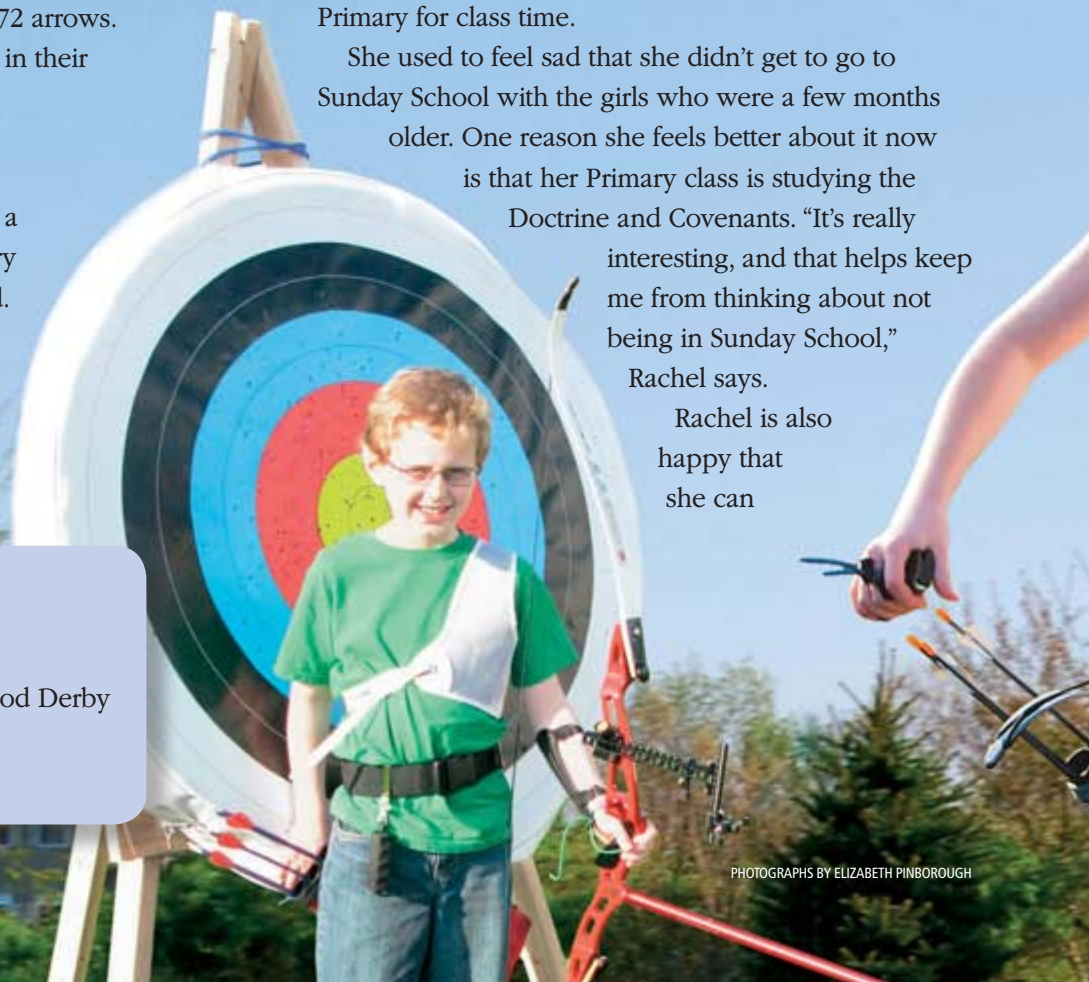 72 arrows.
in their
a
ry
od Derby
Primary for class time.
She used to feel sad that she didn't get to go to
Sunday School with the girls who were a few months
older. One reason she feels better about it now
is that her Primary class is studying the
Doctrine and Covenants. “It's really
interesting, and that helps keep
me from thinking about not
being in Sunday School,”
Rachel says.
Rachel is also
happy that
she can
PHOTOGRAPHS BY ELIZABETH PINBOROUGH